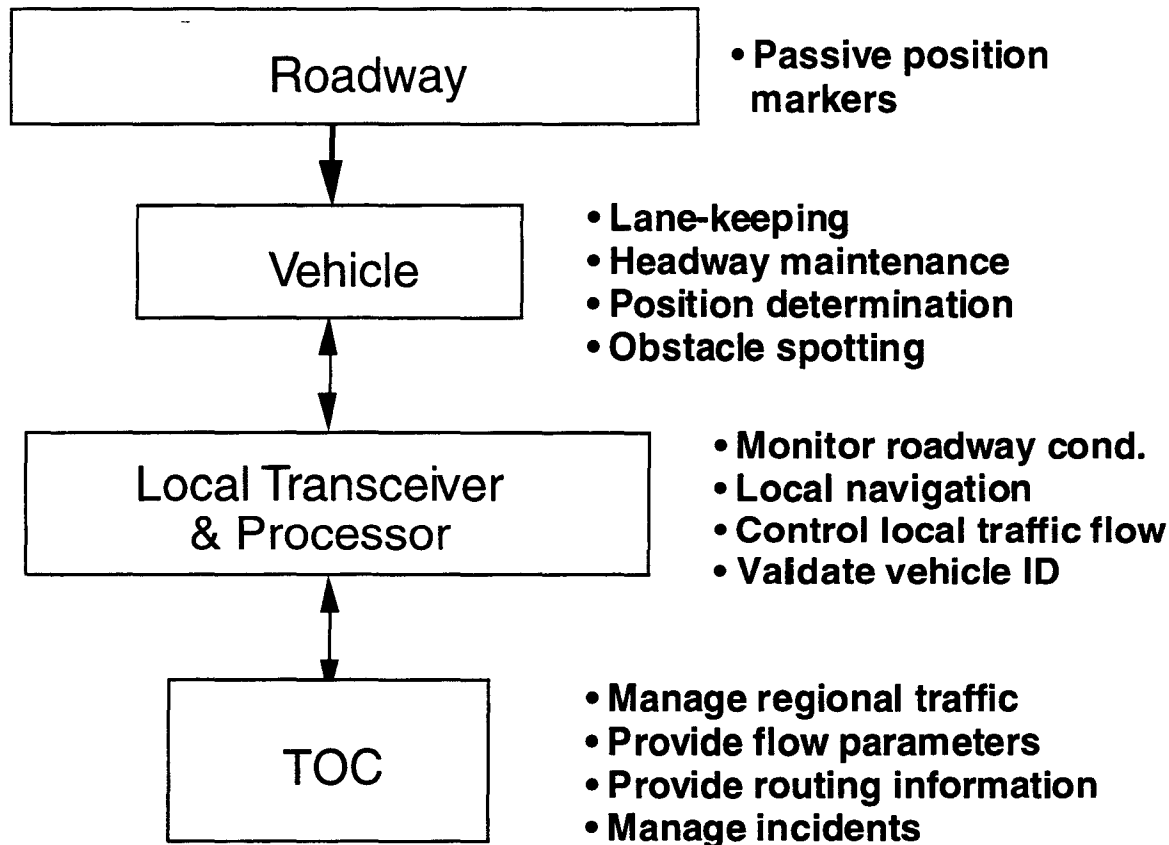 Roadway
• Passive position
markers
Vehicle
• Lane-keeping
• Headway maintenance
• Position determination
• Obstacle spotting
Local Transceiver
& Processor
• Monitor roadway cond.
• Local navigation
• Control local traffic flow
• Validate vehicle ID
TOC
• Manage regional traffic
• Provide flow parameters
• Provide routing information
• Manage incidents